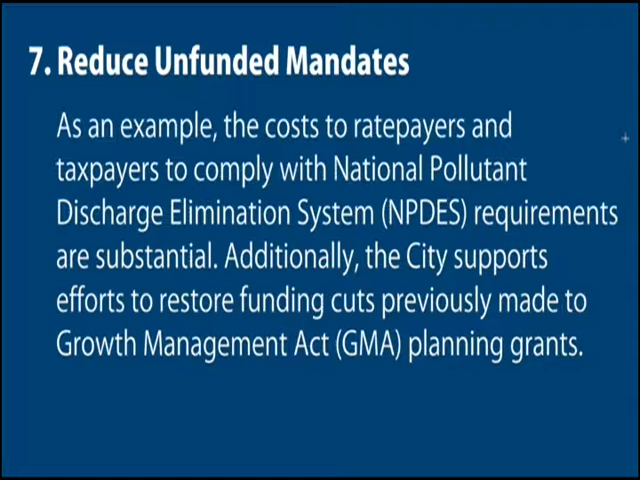 7. Reduce Unfunded Mandates
As an example, the costs to ratepayers and
taxpayers to comply with National Pollutant
Discharge Elimination System (NPDES) requirements
are substantial. Additionally, the City supports
efforts to restore funding cuts previously made to
Growth Management Act (GMA) planning grants.